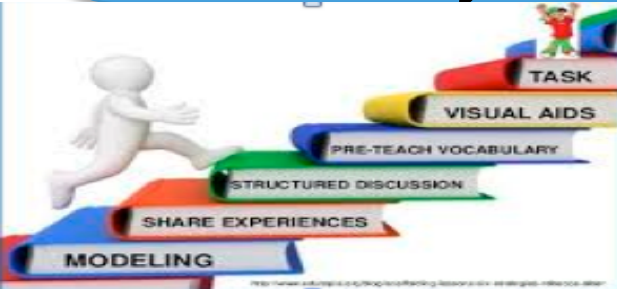 TASK
VISUAL AIDS
PRE-TEACH VOCABULARY
STRUCTURED DISCUSSION
SHARE EXPERIENCES
MODELING